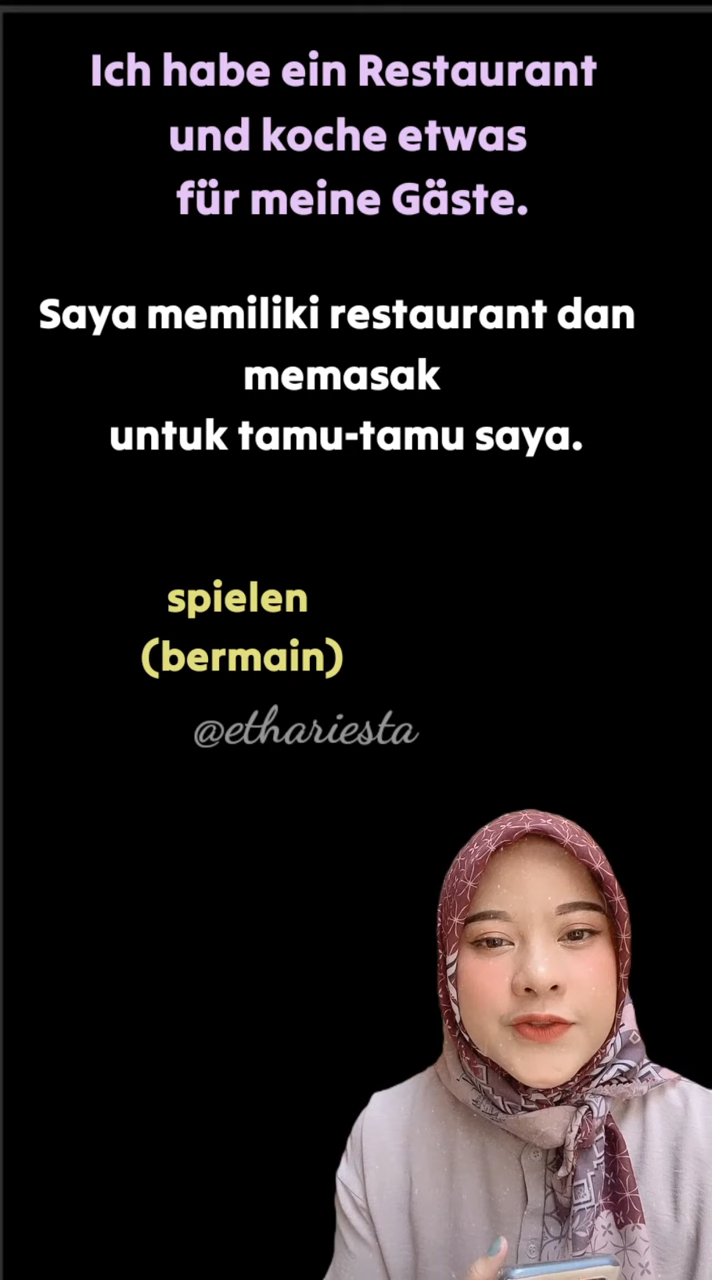 Ich habe ein Restaurant
und koche etwas
für meine Gäste.
Saya memiliki restaurant dan
memasak
untuk tamu-tamu saya.
spielen
(bermain)
@ethariesta